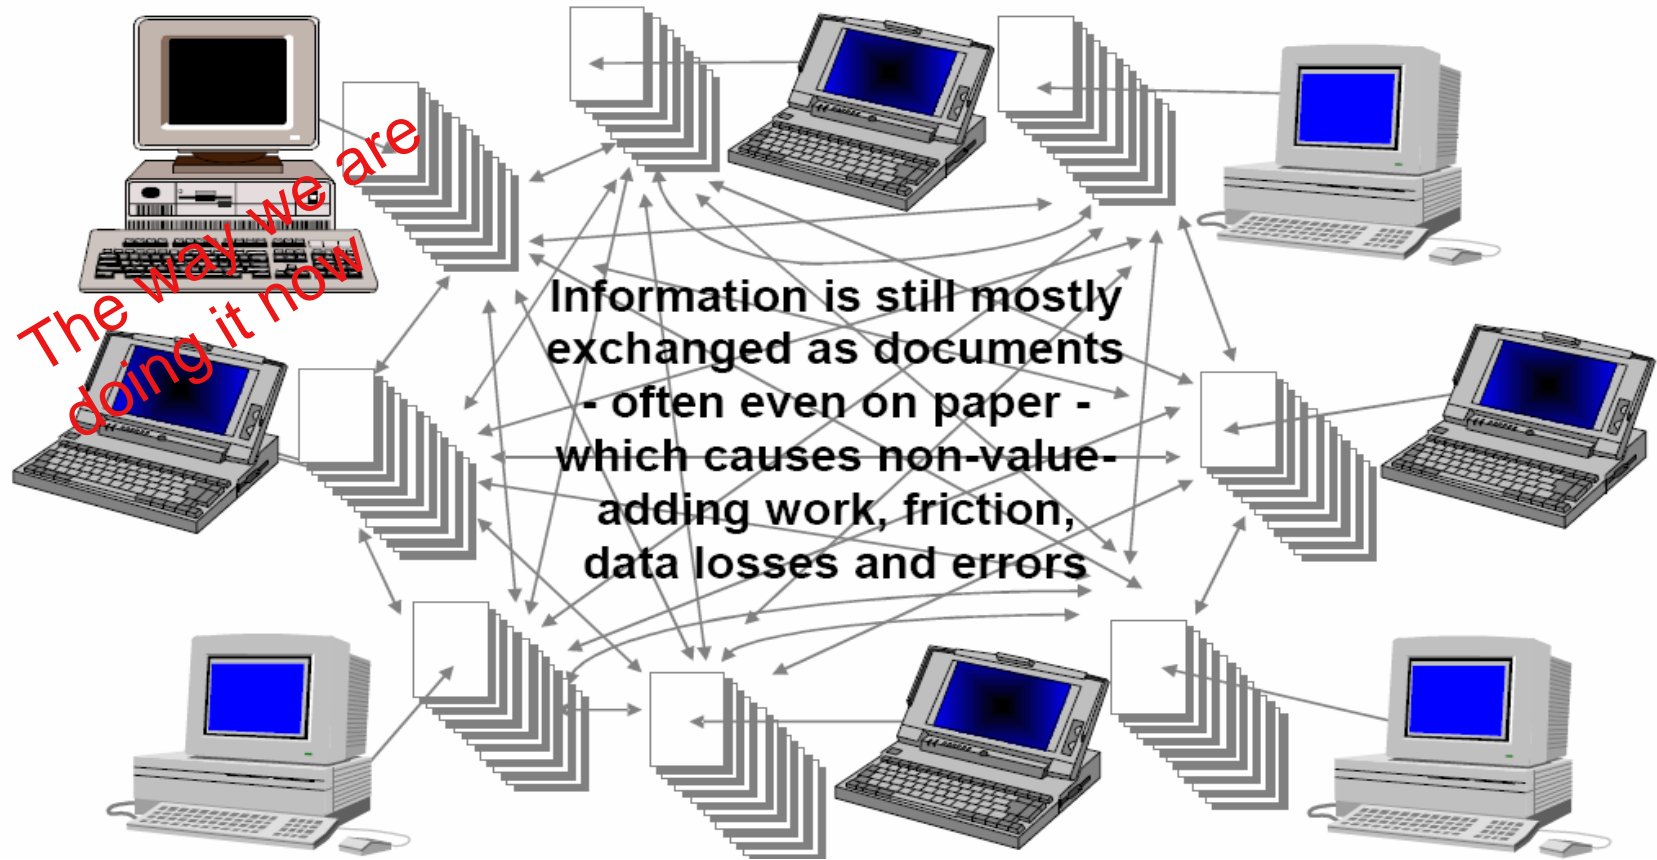 The way we are
doing it now
Information is still mostly
exchanged as documents
- often even on paper -
which causes non-value-
adding work, friction,
data losses and errors